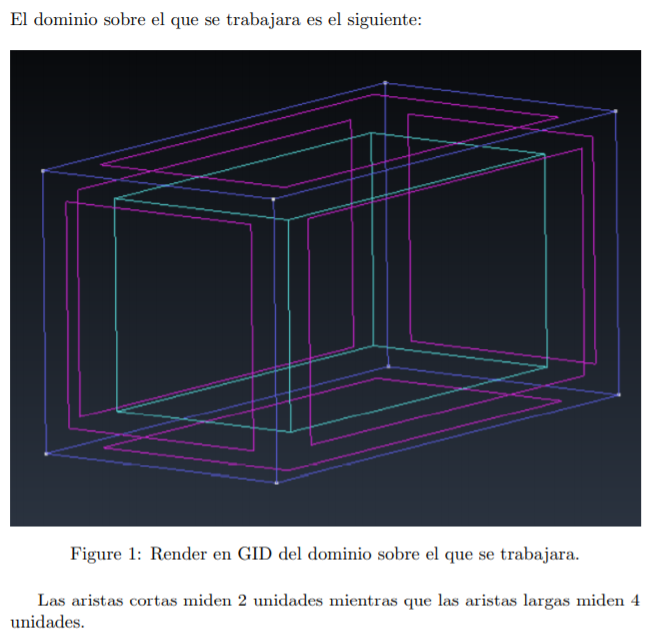 El dominio sobre el que se trabajara es el siguiente:
Figure 1: Render en GID del dominio sobre el que se trabajara.
Las aristas cortas miden 2 unidades mientras que las aristas largas miden 4
unidades.